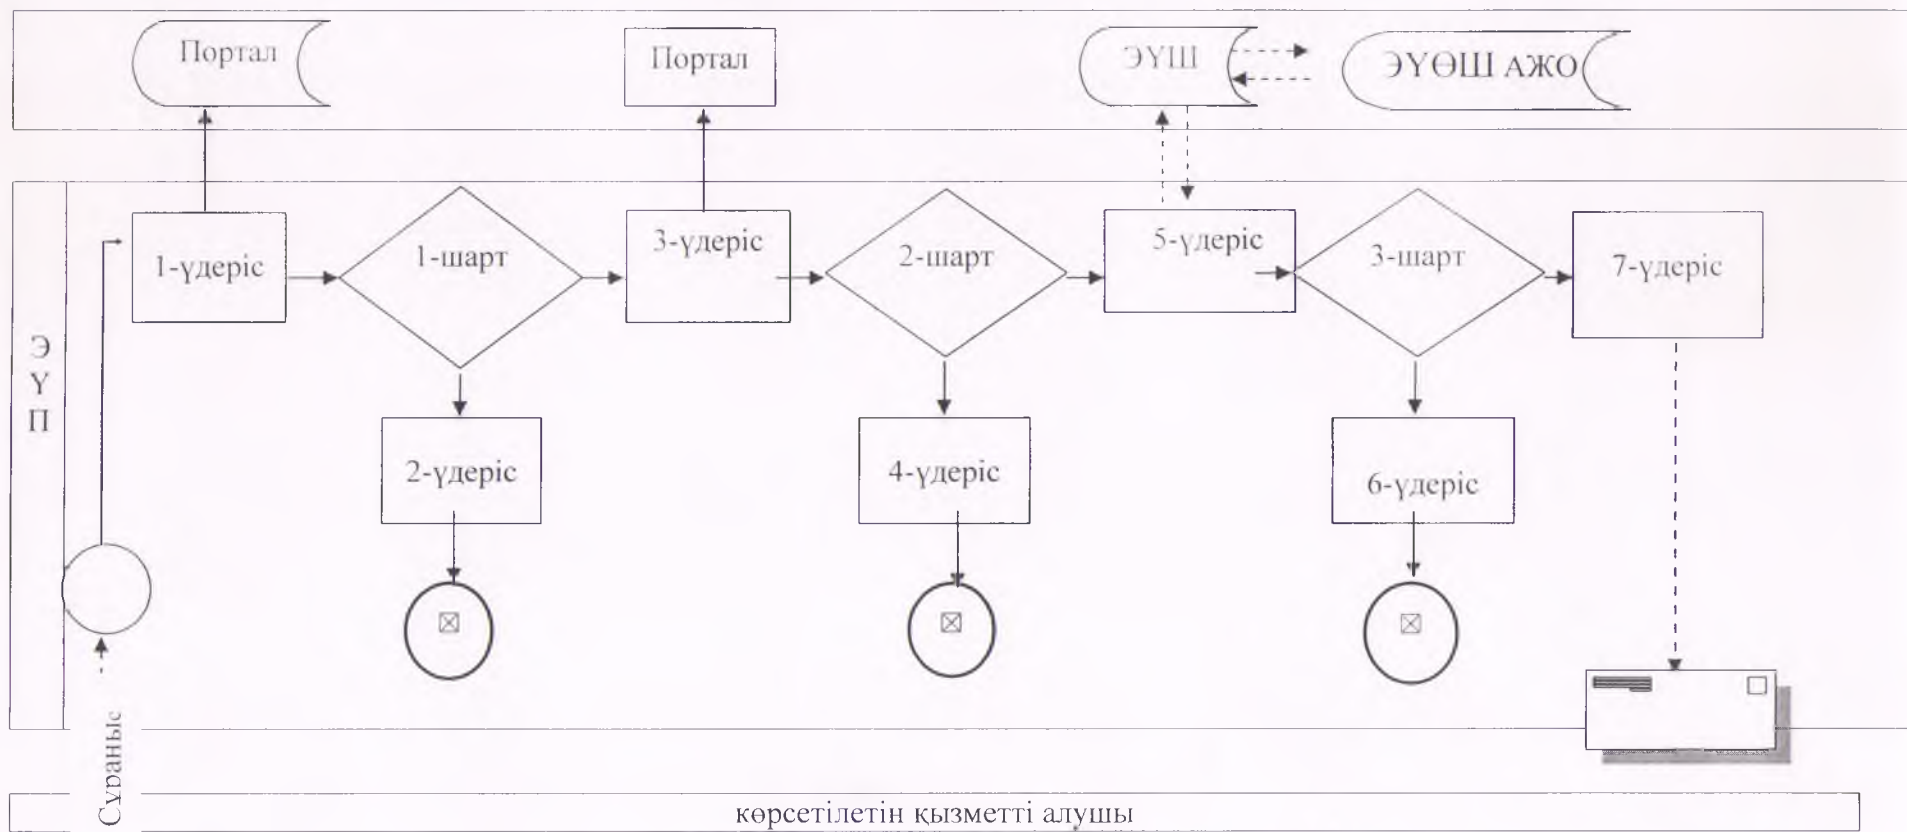 Портал
Портал
ЭҮШ
ЭҮӨШ АЖО
ЭҮП
1-үдеріс
1-шарт
3-үдеріс
2-шарт
5-үдеріс
3-шарт
7-үдеріс
2-үдеріс
4-үдеріс
6-үдеріс
Сұраныс
көрсетілетін қызметті алушы